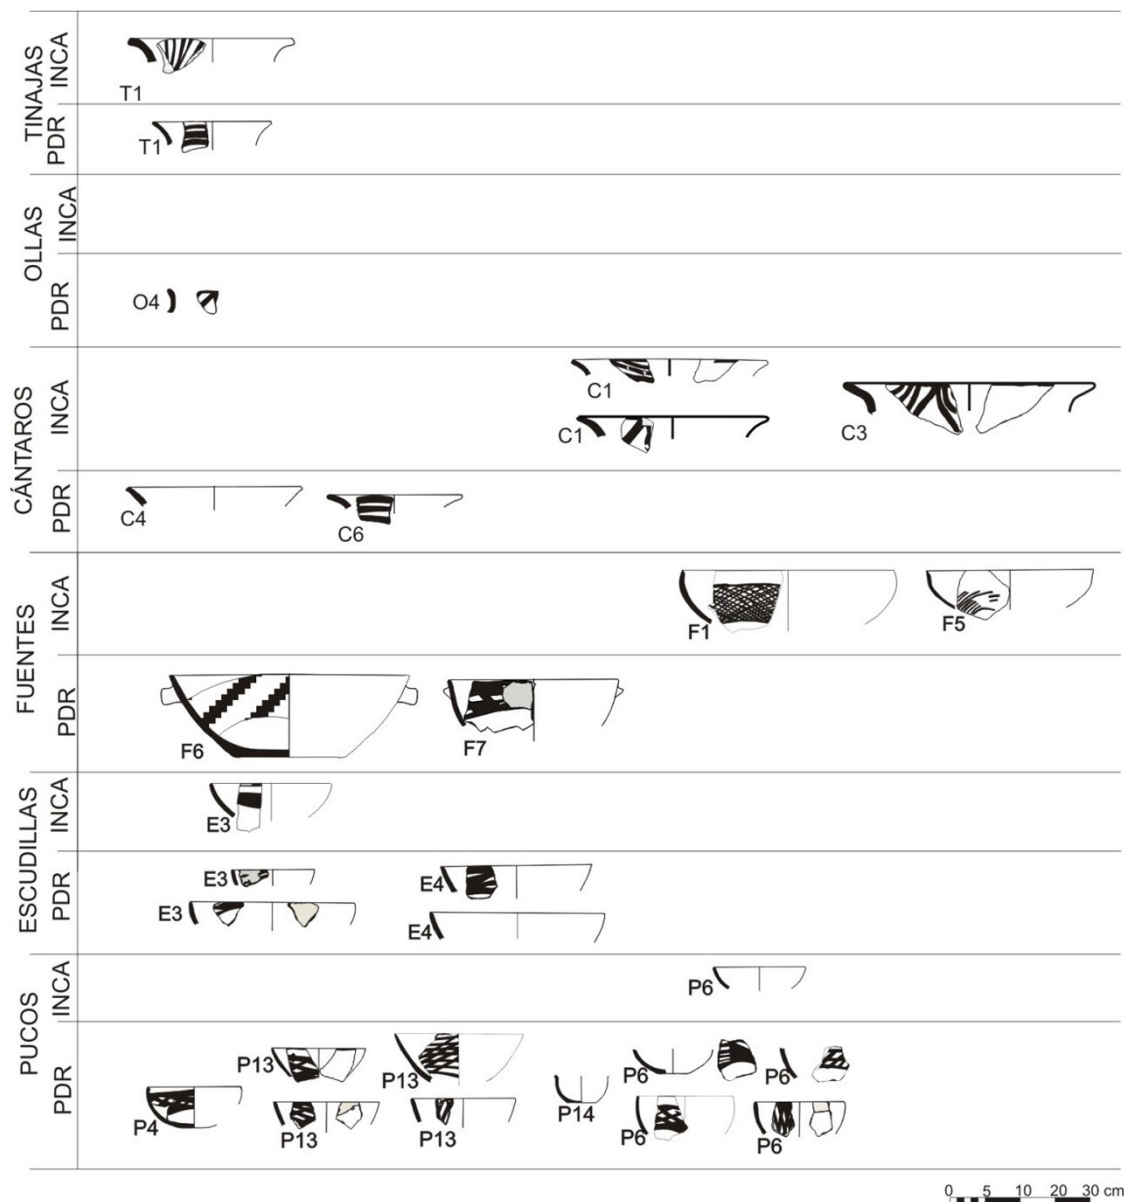 TINAJAS
INCA
T1
PDR
T1
OLLAS
INCA
PDR
O4
CÁNTAROS
INCA
C1
C1
C3
PDR
C4
C6
FUENTES
INCA
F1
F5
PDR
F6
F7
ESCUDILLAS
INCA
E3
PDR
E3
E4
E3
E4
PUCOS
INCA
P6
PDR
P13
P13
P6
P6
P4
P13
P13
P14
P6
P6
0 5 10 20 30 cm